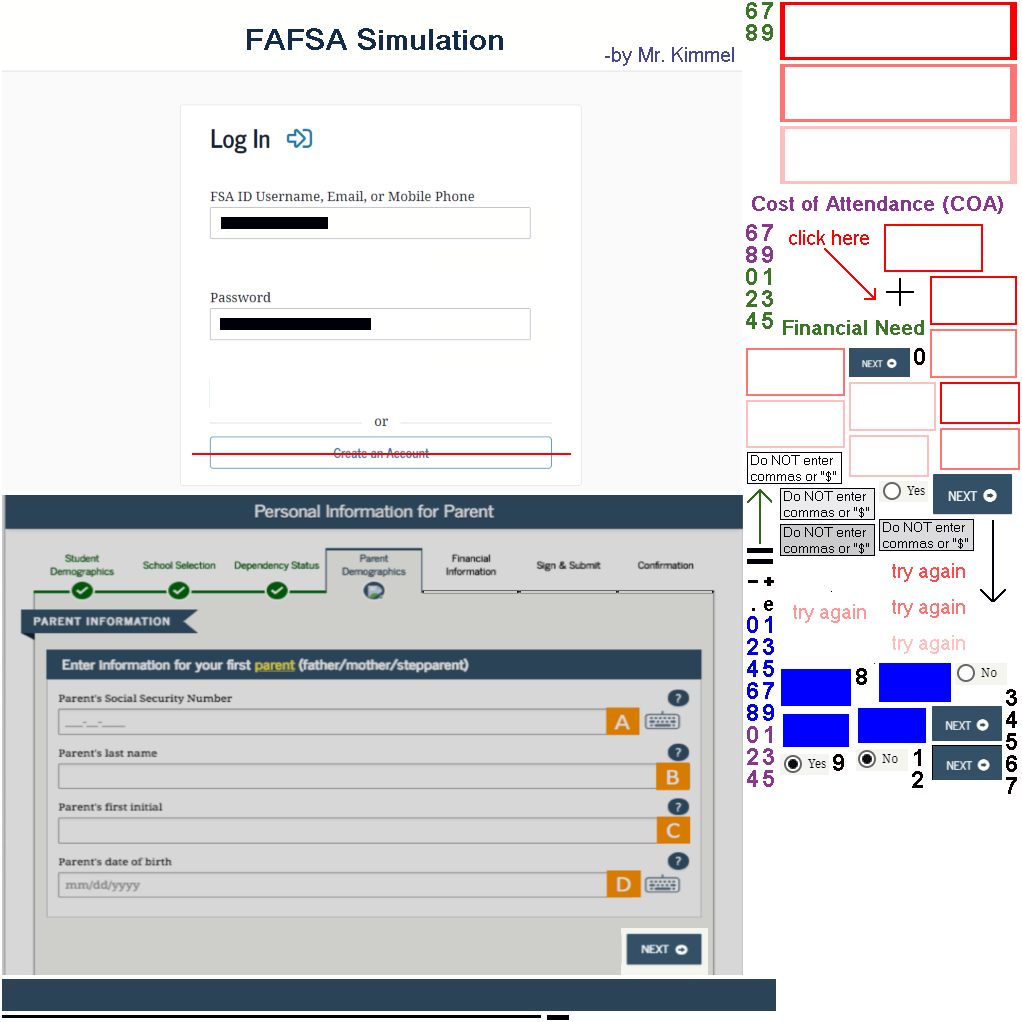 FAFSA Simulation
-by Mr. Kimmel
Log In
FSA ID Username, Email, or Mobile Phone
Password
or
Create an Account
Personal Information for Parent
Student
Demographics
School Selection
Dependency Status
Parent
Demographics
Financial
Information
Sign & Submit
Confirmation
PARENT INFORMATION
Enter Information for your first parent (father/mother/stepparent)
Parent's Social Security Number
?
___-__-____
A
Parent's last name
?
B
Parent's first initial
?
C
Parent's date of birth
?
mm/dd/yyyy
D
NEXT
67
89
Cost of Attendance (COA)
67
89
01
23
45
click here
+
Financial Need
NEXT
0
Do NOT enter
commas or "$"
Yes
NEXT
Do NOT enter
commas or "$"
Do NOT enter
commas or "$"
Do NOT enter
commas or "$"
=
- +
. e
try again
try again
try again
try again
01
23
45
67
89
01
23
45
8
No
3
4
5
6
7
NEXT
Yes
9
No
1
2
NEXT